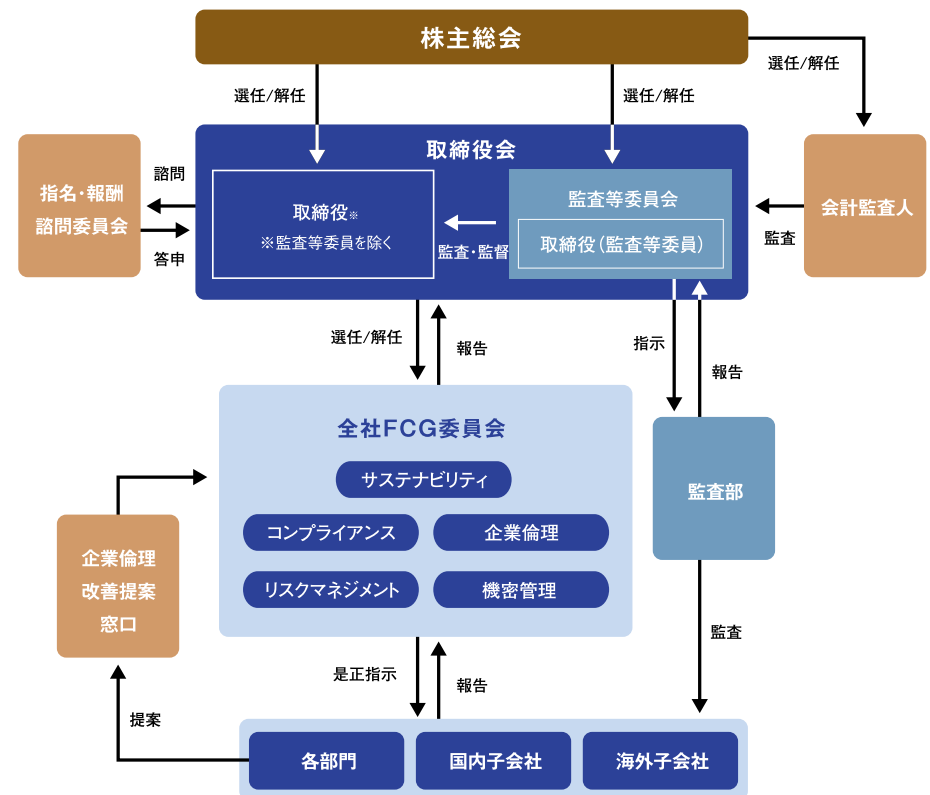 株主総会
選任/解任
選任/解任
選任/解任
取締役会
指名・報酬
諮問委員会
諮問
答申
取締役※
※監査等委員を除く
監査・監督
監査等委員会
取締役(監査等委員)
監査
会計監査人
選任/解任
報告
指示
報告
全社FCG委員会
サステナビリティ
コンプライアンス
企業倫理
リスクマネジメント
機密管理
監査部
企業倫理
改善提案
窓口
監査
是正指示
報告
提案
各部門
国内子会社
海外子会社